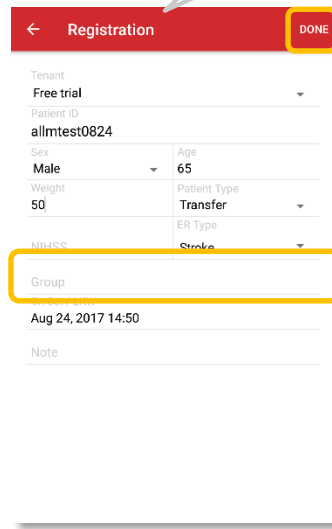 Registration DONE
Tenant
Free trial
Patient ID
allmtest0824
Sex Age
Male 65
Weight Patient Type
50 Transfer
ER Type
NIHSS Stroke
Group
Aug 24, 2017 14:50
Note